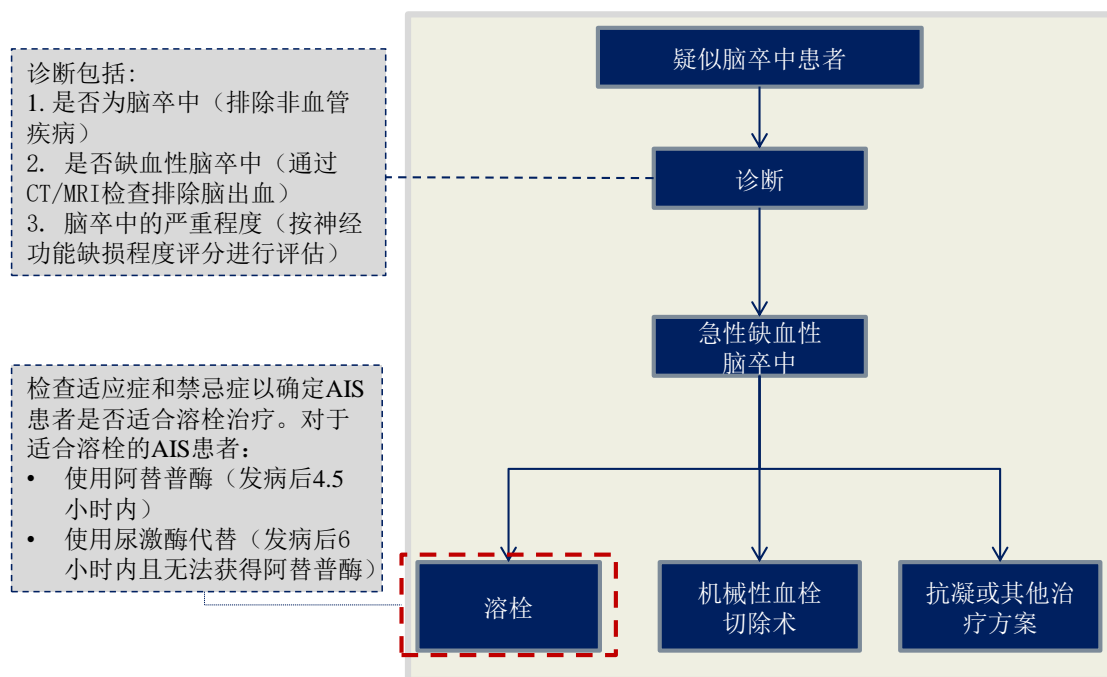 疑似脑卒中患者
诊断包括:
1. 是否为脑卒中（排除非血管
疾病）
2. 是否缺血性脑卒中（通过
CT/MRI检查排除脑出血）
3. 脑卒中的严重程度（按神经
功能缺损程度评分进行评估）
诊断
急性缺血性
脑卒中
检查适应症和禁忌症以确定AIS
患者是否适合溶栓治疗。对于
适合溶栓的AIS患者：
• 使用阿替普酶（发病后4.5
小时内）
• 使用尿激酶代替（发病后6
小时内且无法获得阿替普酶）
溶栓
机械性血栓
切除术
抗凝或其他治
疗方案